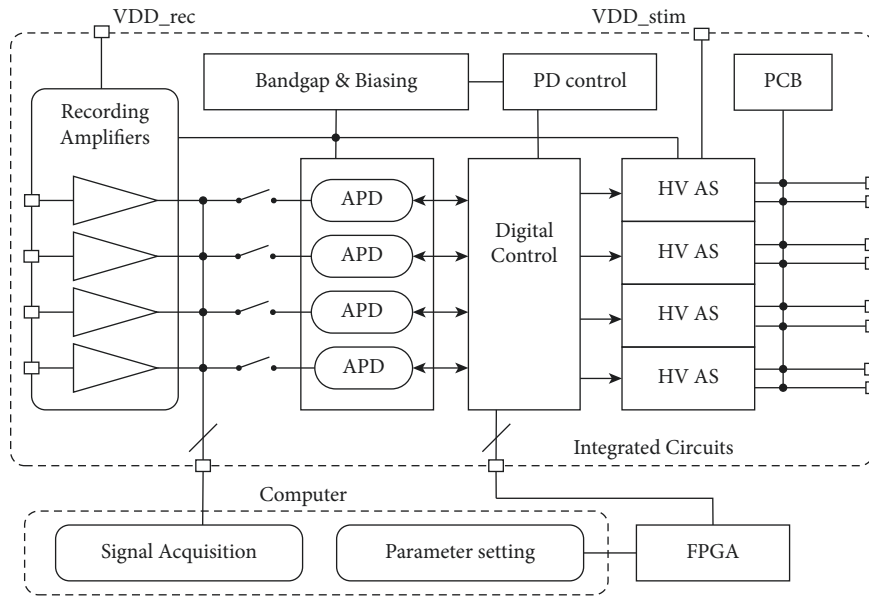 VDD_rec
VDD_stim
Bandgap & Biasing
PD control
PCB
Recording
Amplifiers
APD
HV AS
APD
HV AS
Digital
Control
APD
HV AS
APD
HV AS
Integrated Circuits
Computer
Signal Acquisition
Parameter setting
FPGA